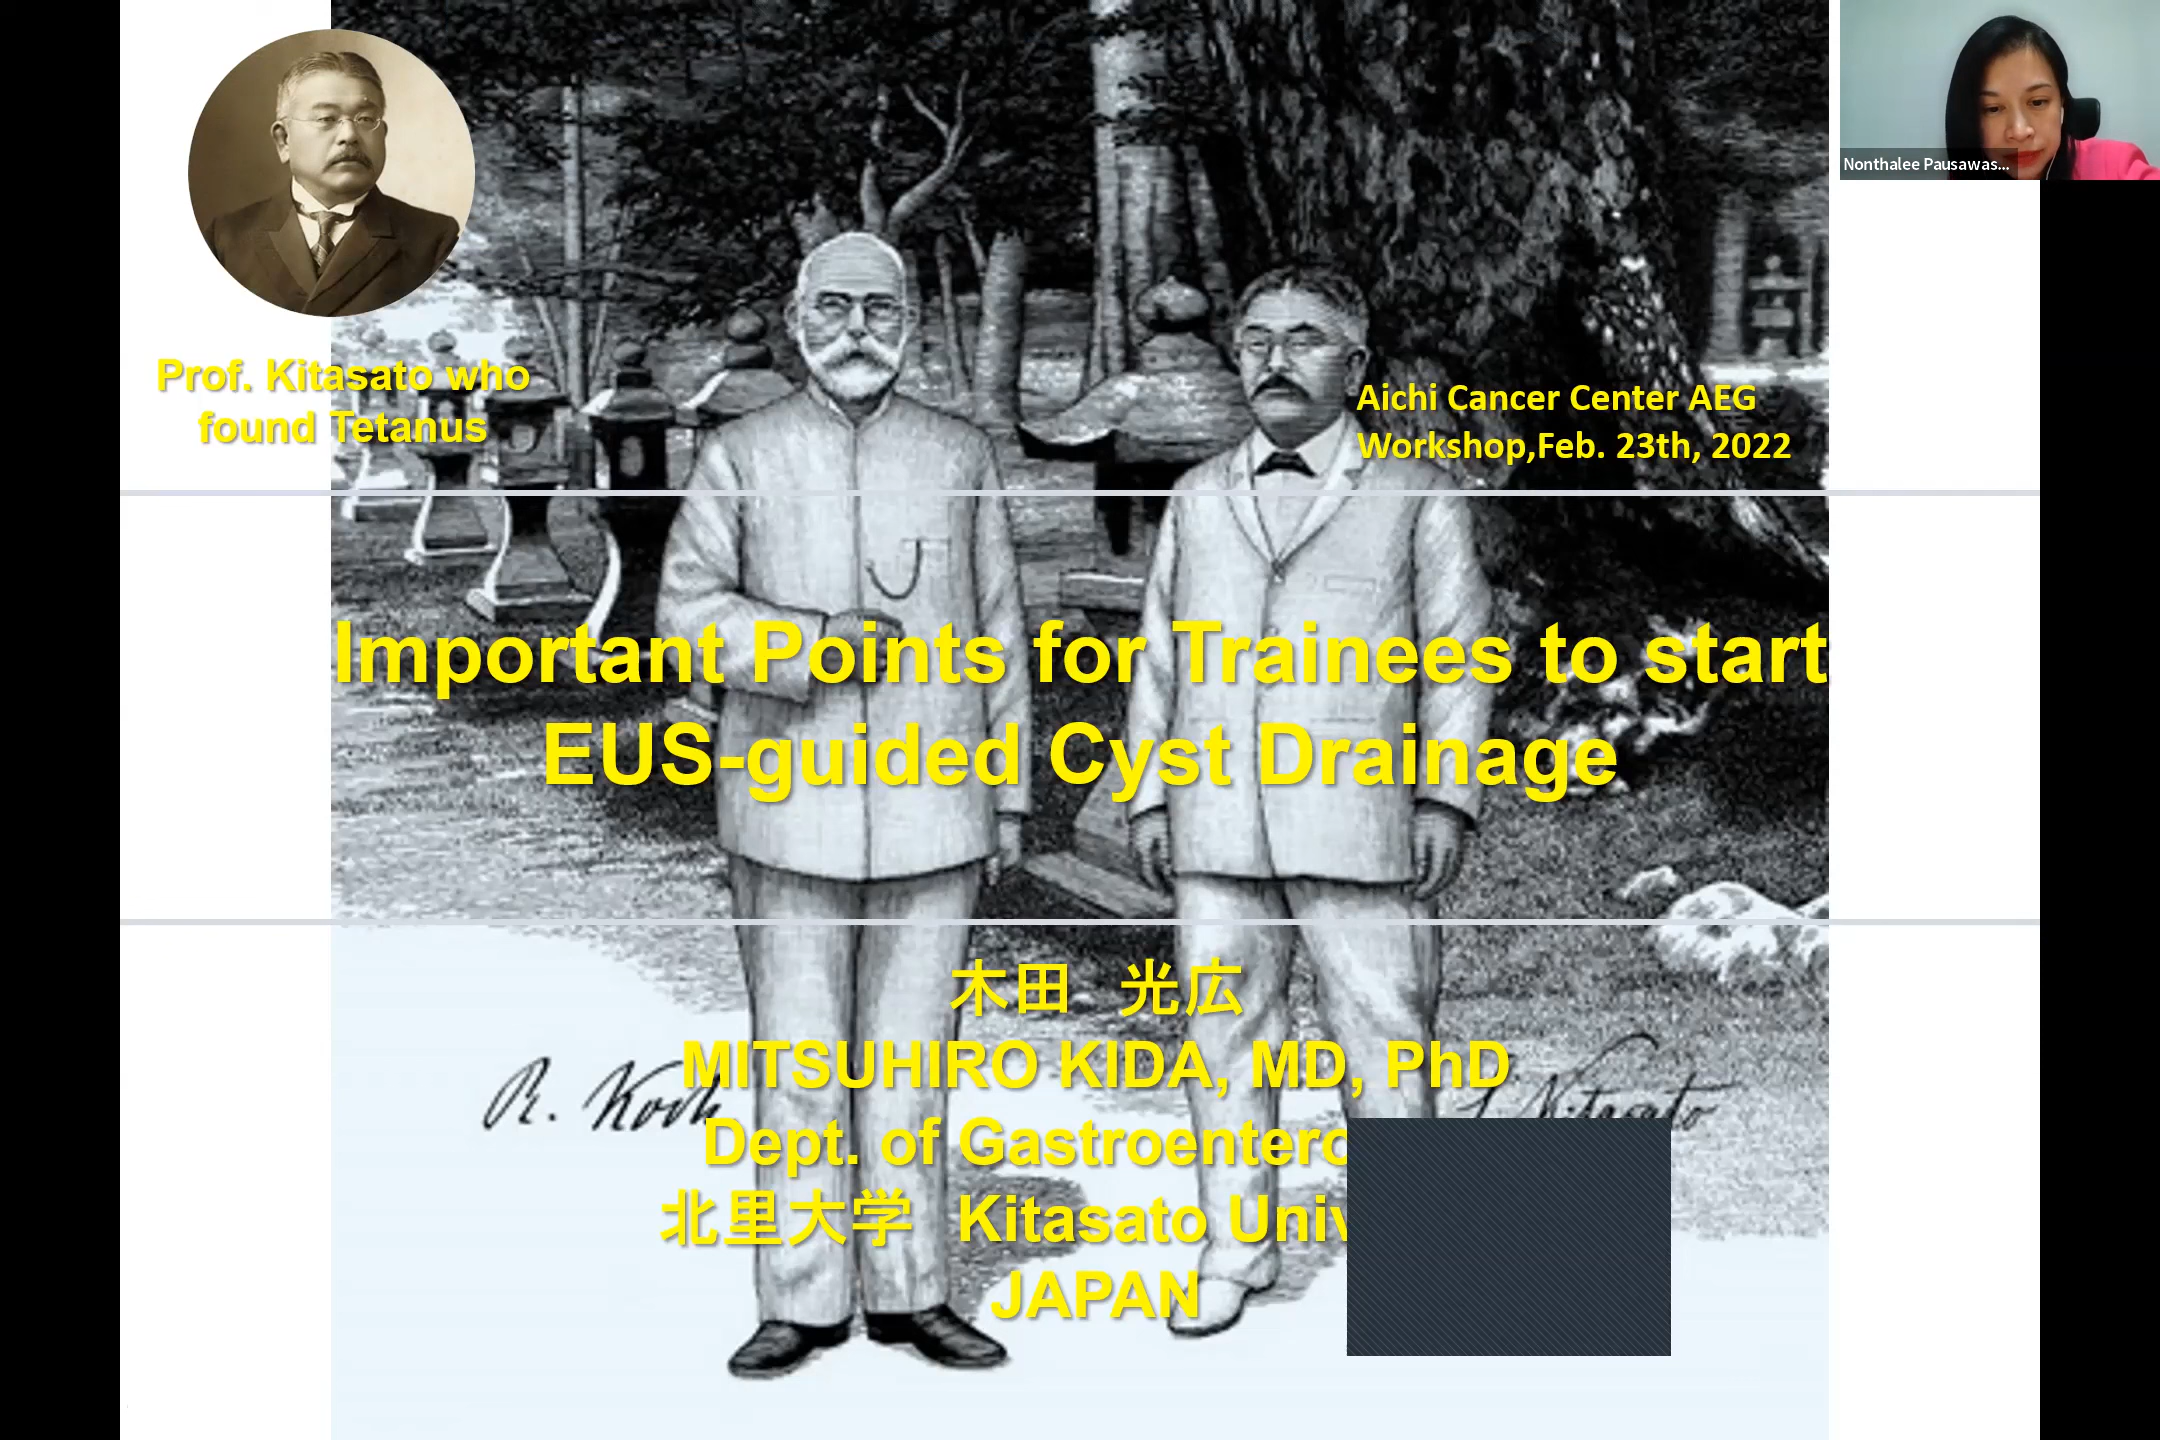 Nonthalee Pausawas...
Prof. Kitasato who
found Tetanus
Aichi Cancer Center AEG
Workshop,Feb. 23th, 2022
Important Points for Trainees to start
EUS-guided Cyst Drainage
木田　光広
MITSUHIRO KIDA, MD, PhD
R. Koch
Dept. of Gastroentero
北里大学 Kitasato Univ
JAPAN